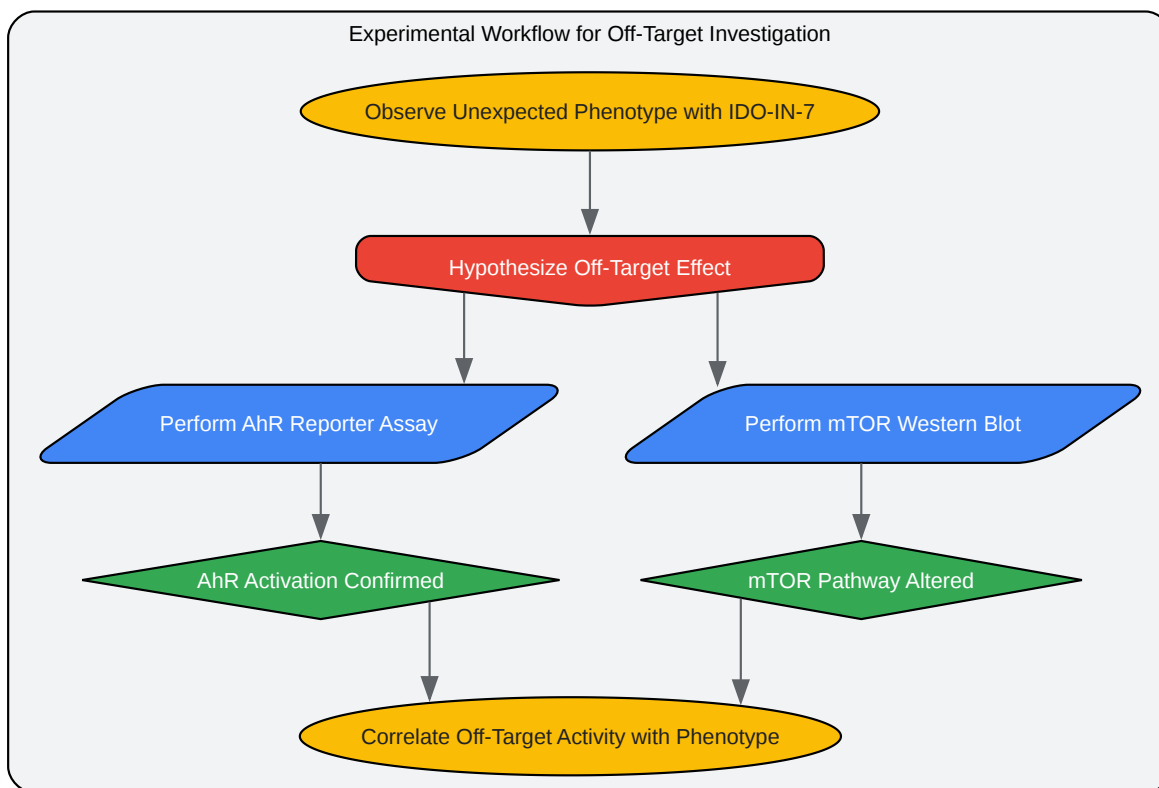 Experimental Workflow for Off-Target Investigation
Observe Unexpected Phenotype with IDO-IN-7
Hypothesize Off-Target Effect
Perform AhR Reporter Assay
Perform mTOR Western Blot
AhR Activation Confirmed
mTOR Pathway Altered
Correlate Off-Target Activity with Phenotype